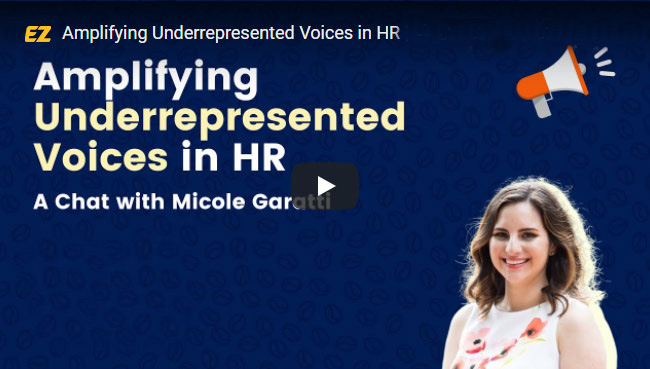 EZ Amplifying Underrepresented Voices in HR
Amplifying
Underrepresented
Voices in HR
A Chat with Micole Garatti